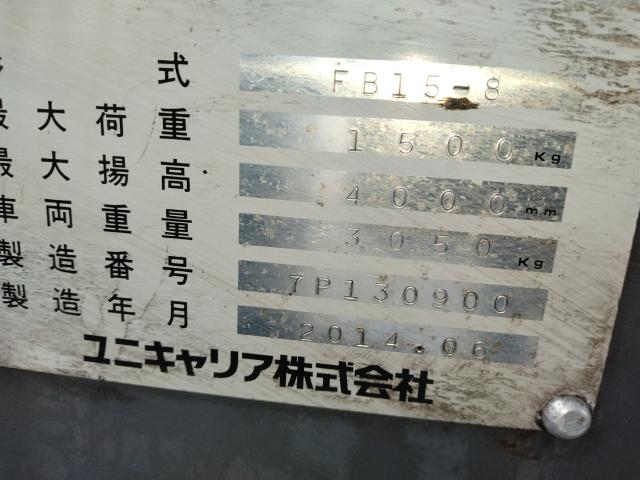 形 式 FB15-8
最大荷重 1500 Kg
最大揚高 4000 mm
車両重量 3050 Kg
製造番号 7P130900
製造年月 2014.06
ユニキャリア株式会社